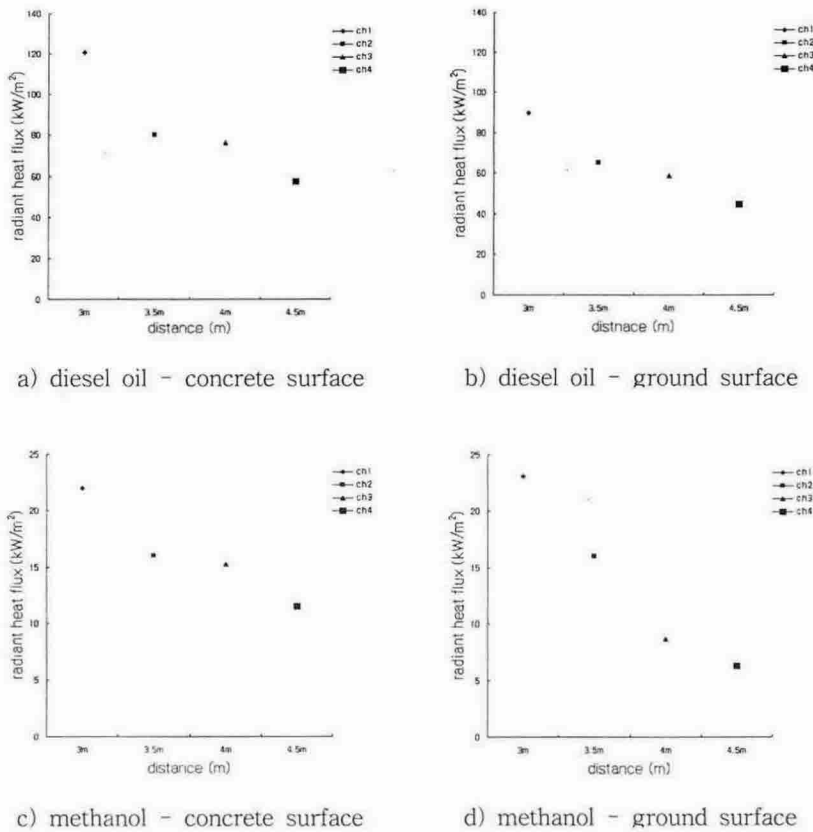 140
120
100
80
60
40
20
0
radiant heat flux (kW/m²)
3m 3.5m 4m 4.5m
distance (m)
ch1
ch2
ch3
ch4
a) diesel oil - concrete surface
140
120
100
80
60
40
20
0
radiant heat flux (kW/m²)
3m 3.5m 4m 4.5m
distnace (m)
ch1
ch2
ch3
ch4
b) diesel oil - ground surface
25
20
15
10
5
0
radiant heat flux (kW/m²)
3m 3.5m 4m 4.5m
distance (m)
ch1
ch2
ch3
ch4
c) methanol - concrete surface
25
20
15
10
5
0
radiant heat flux (kW/m²)
3m 3.5m 4m 4.5m
distance (m)
ch1
ch2
ch3
ch4
d) methanol - ground surface